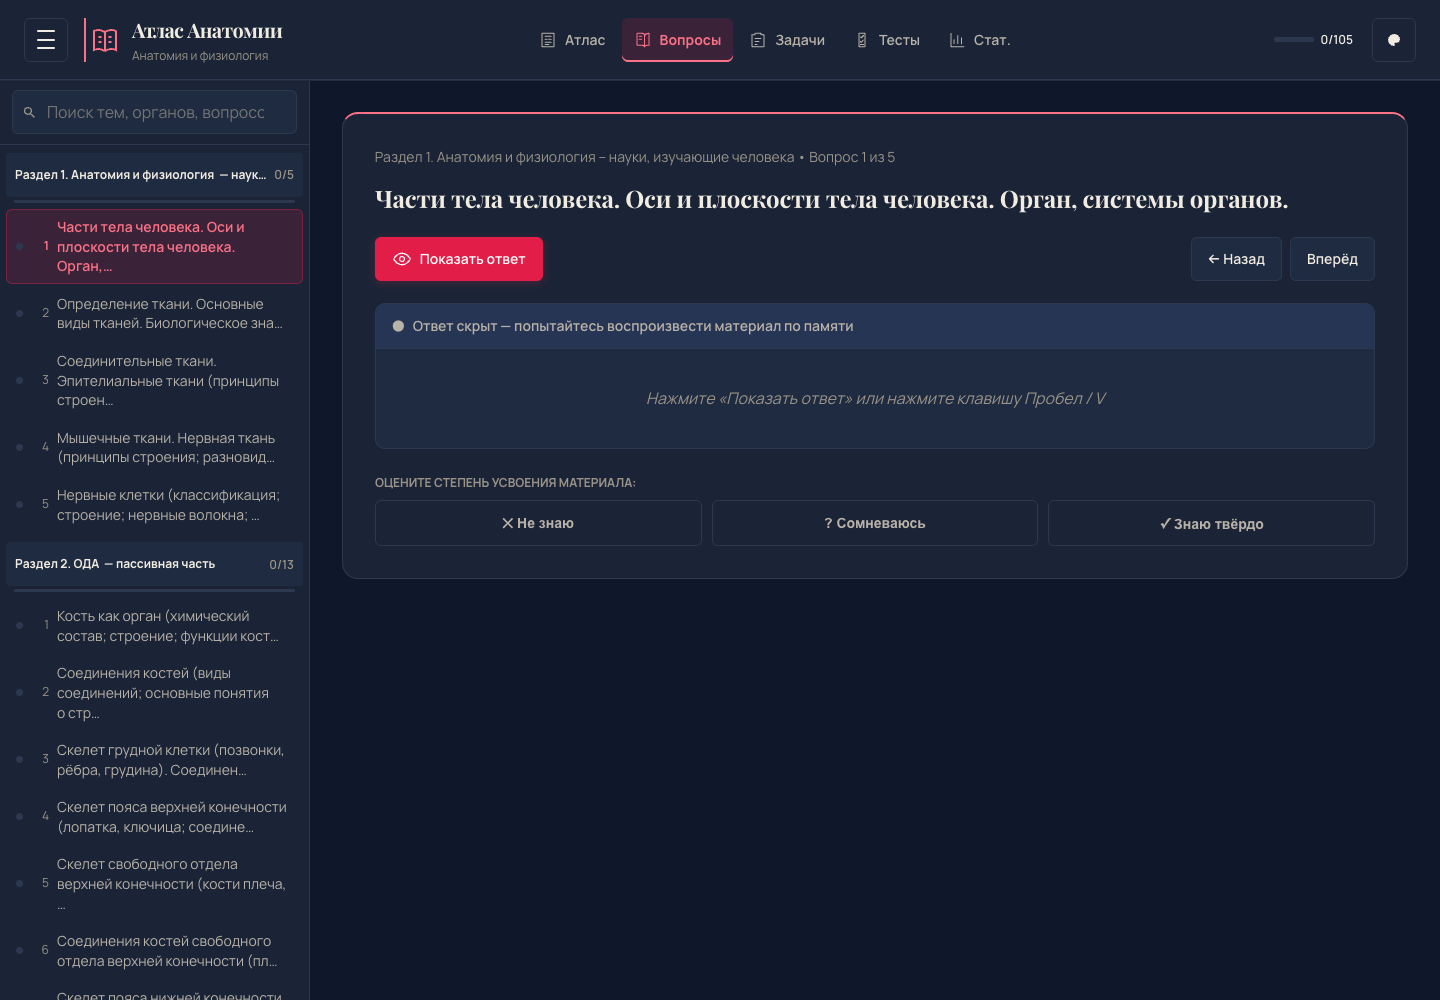 Атлас Анатомии
Анатомия и физиология
Атлас
Вопросы
Задачи
Тесты
Стат.
0/105
Поиск тем, органов, вопросс
Раздел 1. Анатомия и физиология — наук... 0/5
1
Части тела человека. Оси и
плоскости тела человека.
Орган,...
2
Определение ткани. Основные
виды тканей. Биологическое зна...
3
Соединительные ткани.
Эпителиальные ткани (принципы
строен...
4
Мышечные ткани. Нервная ткань
(принципы строения; разновид...
5
Нервные клетки (классификация;
строение; нервные волокна; ...
Раздел 2. ОДА — пассивная часть 0/13
1
Кость как орган (химический
состав; строение; функции кост...
2
Соединения костей (виды
соединений; основные понятия
о стр...
3
Скелет грудной клетки (позвонки,
рёбра, грудина). Соединен...
4
Скелет пояса верхней конечности
(лопатка, ключица; соедине...
5
Скелет свободного отдела
верхней конечности (кости плеча,
...
6
Соединения костей свободного
отдела верхней конечности (пл...
Скелет пояса нижней конечности
Раздел 1. Анатомия и физиология – науки, изучающие человека • Вопрос 1 из 5
Части тела человека. Оси и плоскости тела человека. Орган, системы органов.
Показать ответ
← Назад
Вперёд
Ответ скрыт — попытайтесь воспроизвести материал по памяти
Нажмите «Показать ответ» или нажмите клавишу Пробел / V
ОЦЕНИТЕ СТЕПЕНЬ УСВОЕНИЯ МАТЕРИАЛА:
✕ Не знаю
? Сомневаюсь
✓ Знаю твёрдо